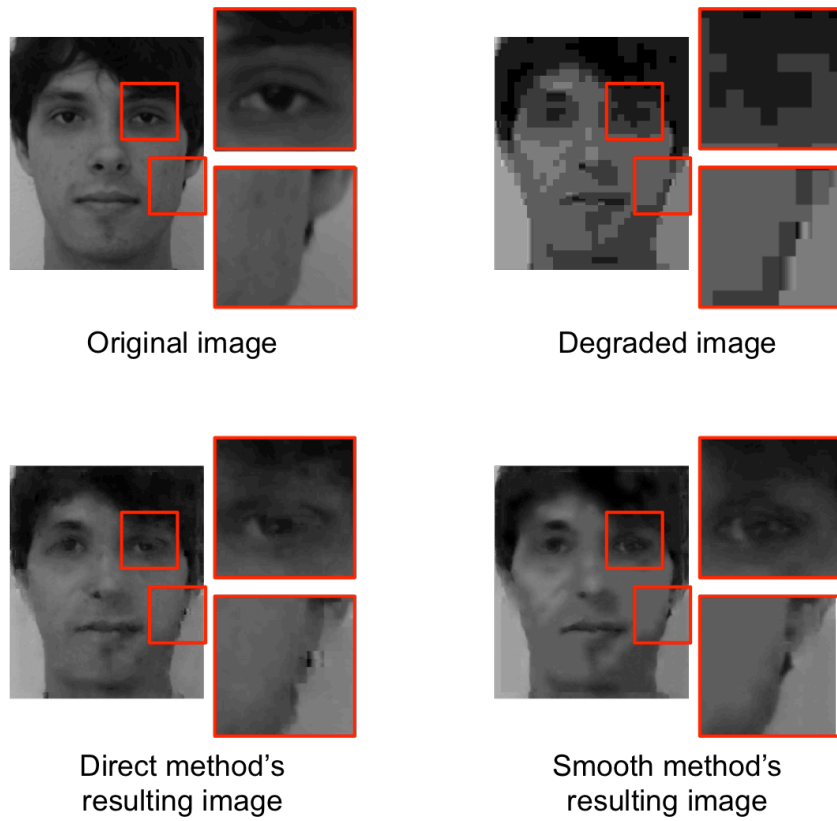 Original image
Degraded image
Direct method's
resulting image
Smooth method's
resulting image